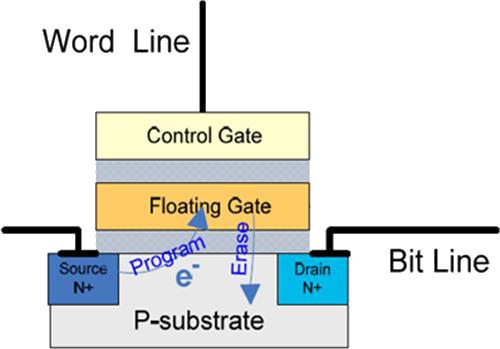 Word Line
Control Gate
Floating Gate
Program
Erase
Source
N+
e-
Drain
N+
Bit Line
P-substrate